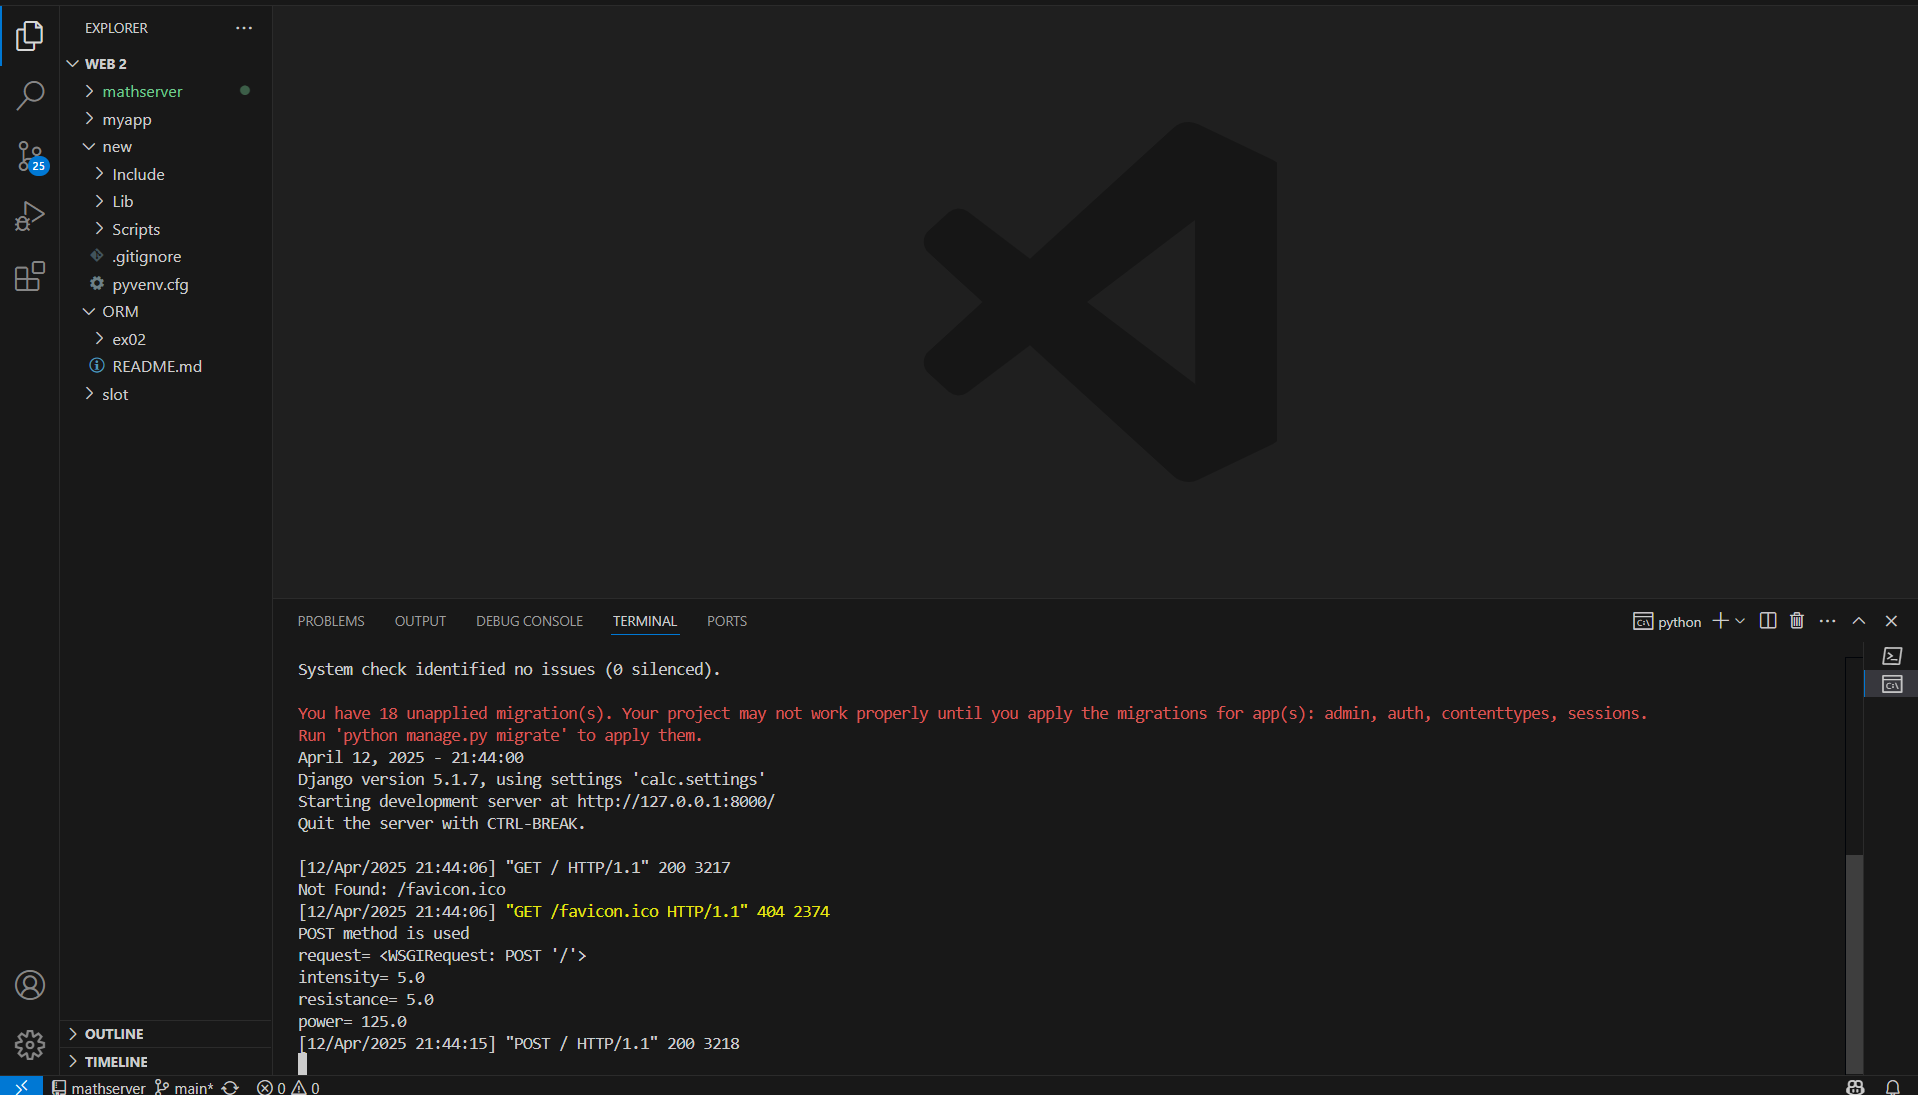 EXPLORER
WEB 2
mathserver
myapp
new
Include
Lib
Scripts
.gitignore
pyvenv.cfg
ORM
ex02
README.md
slot
25
OUTLINE
TIMELINE
PROBLEMS OUTPUT DEBUG CONSOLE TERMINAL PORTS
python
System check identified no issues (0 silenced).
You have 18 unapplied migration(s). Your project may not work properly until you apply the migrations for app(s): admin, auth, contenttypes, sessions.
Run 'python manage.py migrate' to apply them.
April 12, 2025 - 21:44:00
Django version 5.1.7, using settings 'calc.settings'
Starting development server at http://127.0.0.1:8000/
Quit the server with CTRL-BREAK.
[12/Apr/2025 21:44:06] "GET / HTTP/1.1" 200 3217
Not Found: /favicon.ico
[12/Apr/2025 21:44:06] "GET /favicon.ico HTTP/1.1" 404 2374
POST method is used
request= <WSGIRequest: POST '/'>
intensity= 5.0
resistance= 5.0
power= 125.0
[12/Apr/2025 21:44:15] "POST / HTTP/1.1" 200 3218
mathserver main* 0 0